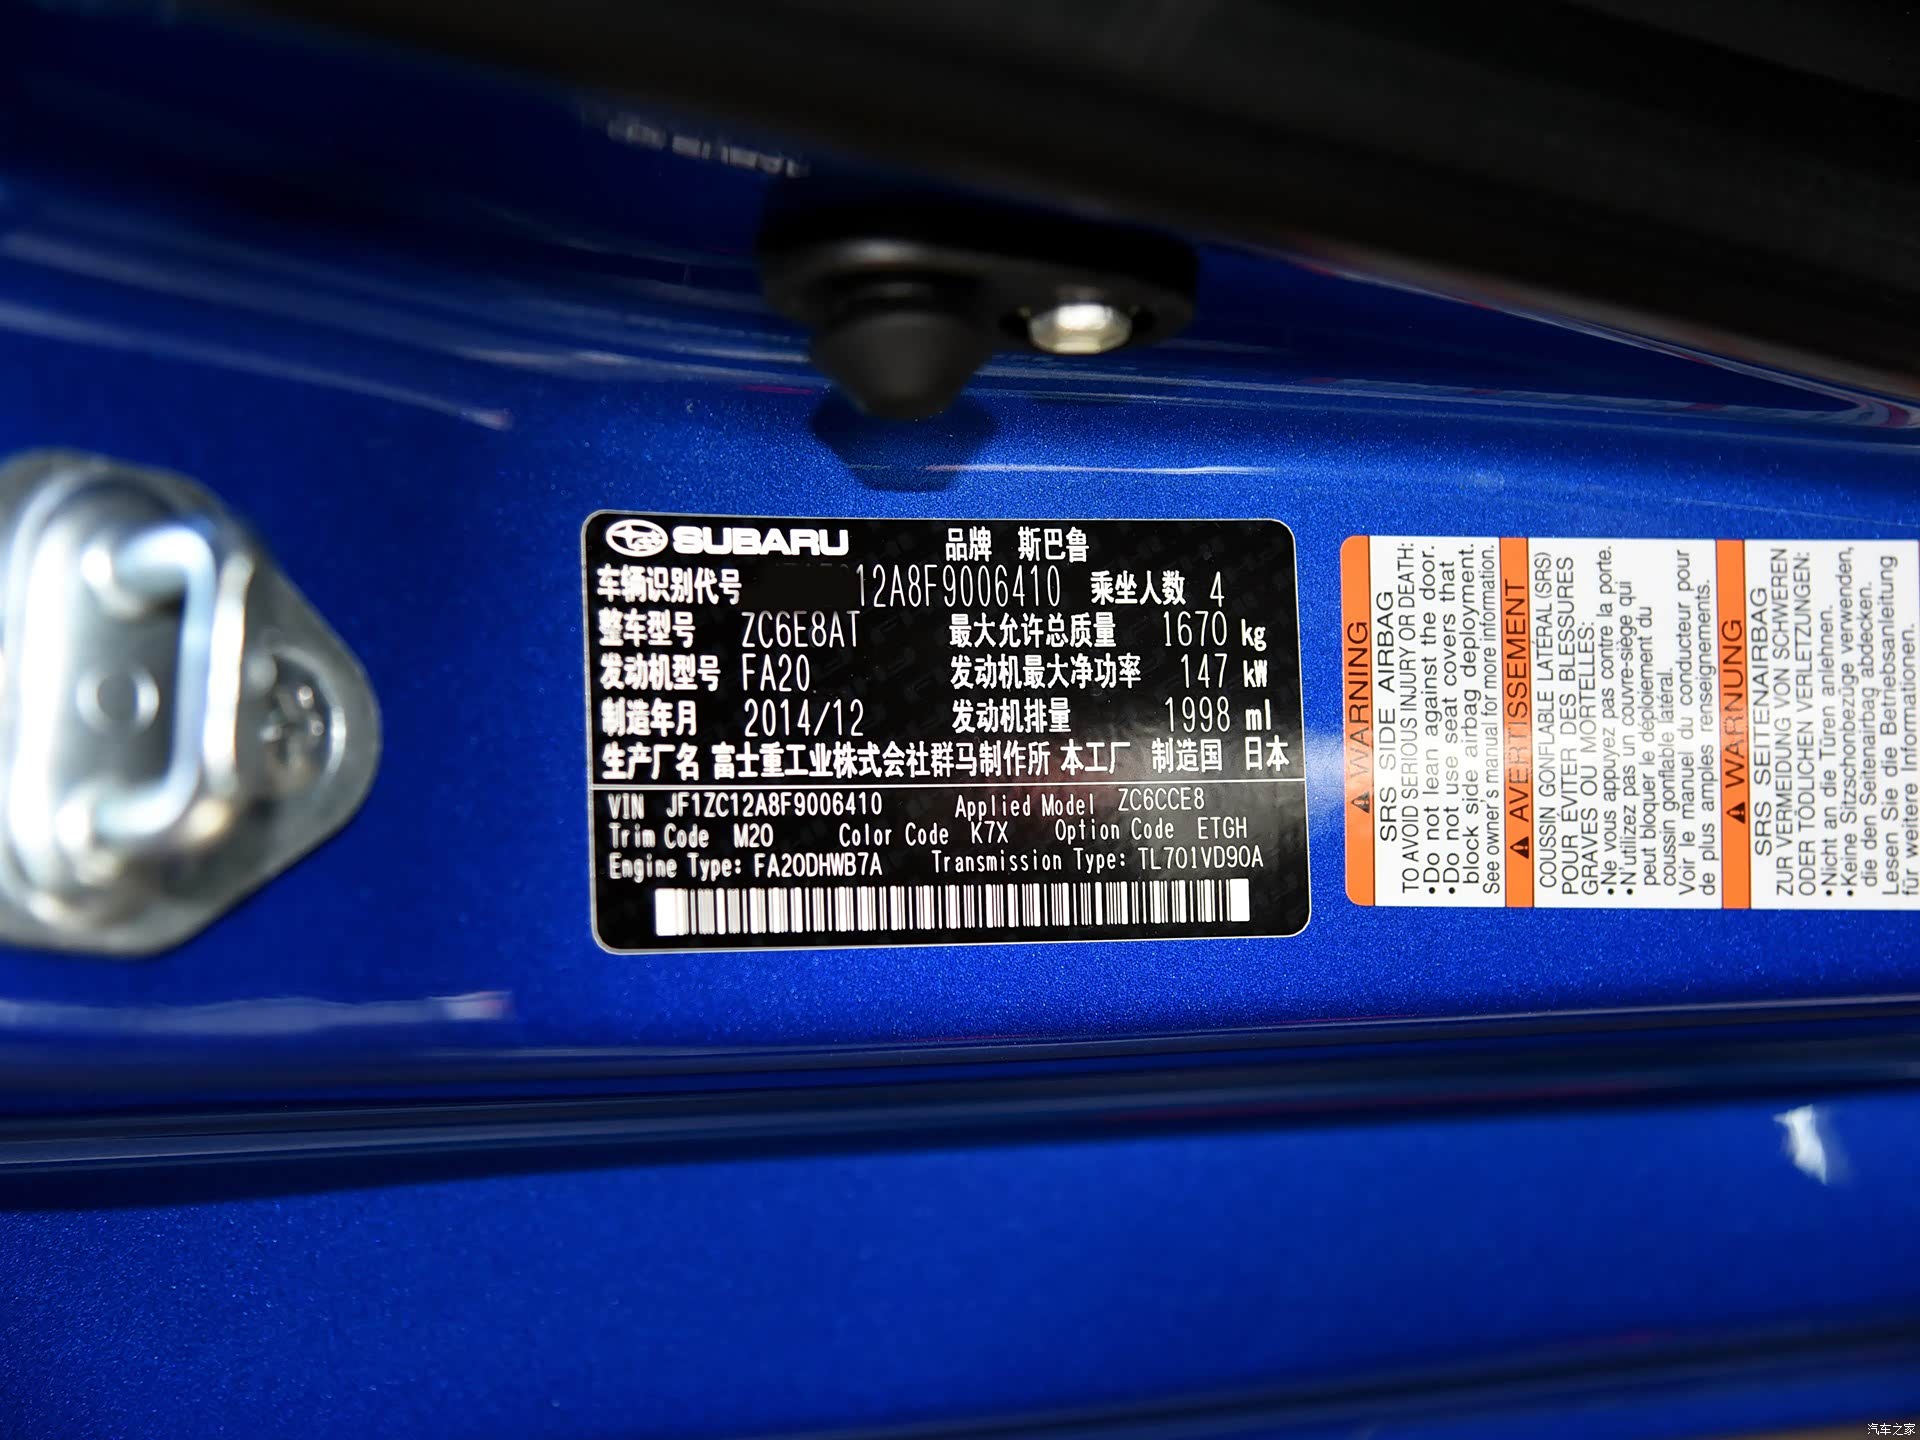 SUBARU 品牌 斯巴鲁
车辆识别代号 12A8F9006410 乘坐人数 4
整车型号 ZC6E8AT 最大允许总质量 1670 kg
发动机型号 FA20 发动机最大净功率 147 kW
制造年月 2014/12 发动机排量 1998 ml
生产厂名 富士重工业株式会社群马制作所 本工厂 制造国 日本
VIN JF1ZC12A8F9006410 Applied Model ZC6CCE8
Trim Code M20 Color Code K7X Option Code ETGH
Engine Type: FA20DHWB7A Transmission Type: TL701VD90A
WARNING
SRS SIDE AIRBAG
TO AVOID SERIOUS INJURY OR DEATH:
•Do not lean against the door.
•Do not use seat covers that
block side airbag deployment.
See owner's manual for more information.
AVERTISSEMENT
COUSSIN GONFLABLE LATÉRAL (SRS)
POUR ÉVITER DES BLESSURES
GRAVES OU MORTELLES:
•Ne vous appuyez pas contre la porte.
•N'utilizez pas un couvre-siège qui
peut bloquer le déploiement du
coussin gonflable latéral.
Voir le manuel du conducteur pour
de plus amples renseignements.
WARNUNG
SRS SEITENAIRBAG
ZUR VERMEIDUNG VON SCHWEREN
ODER TÖDLICHEN VERLETZUNGEN:
•Nicht an die Türen anlehnen.
•Keine Sitzschonbezüge verwenden,
die den Seitenairbag abdecken.
Lesen Sie die Betriebsanleitung
für weitere Informationen.
汽车之家